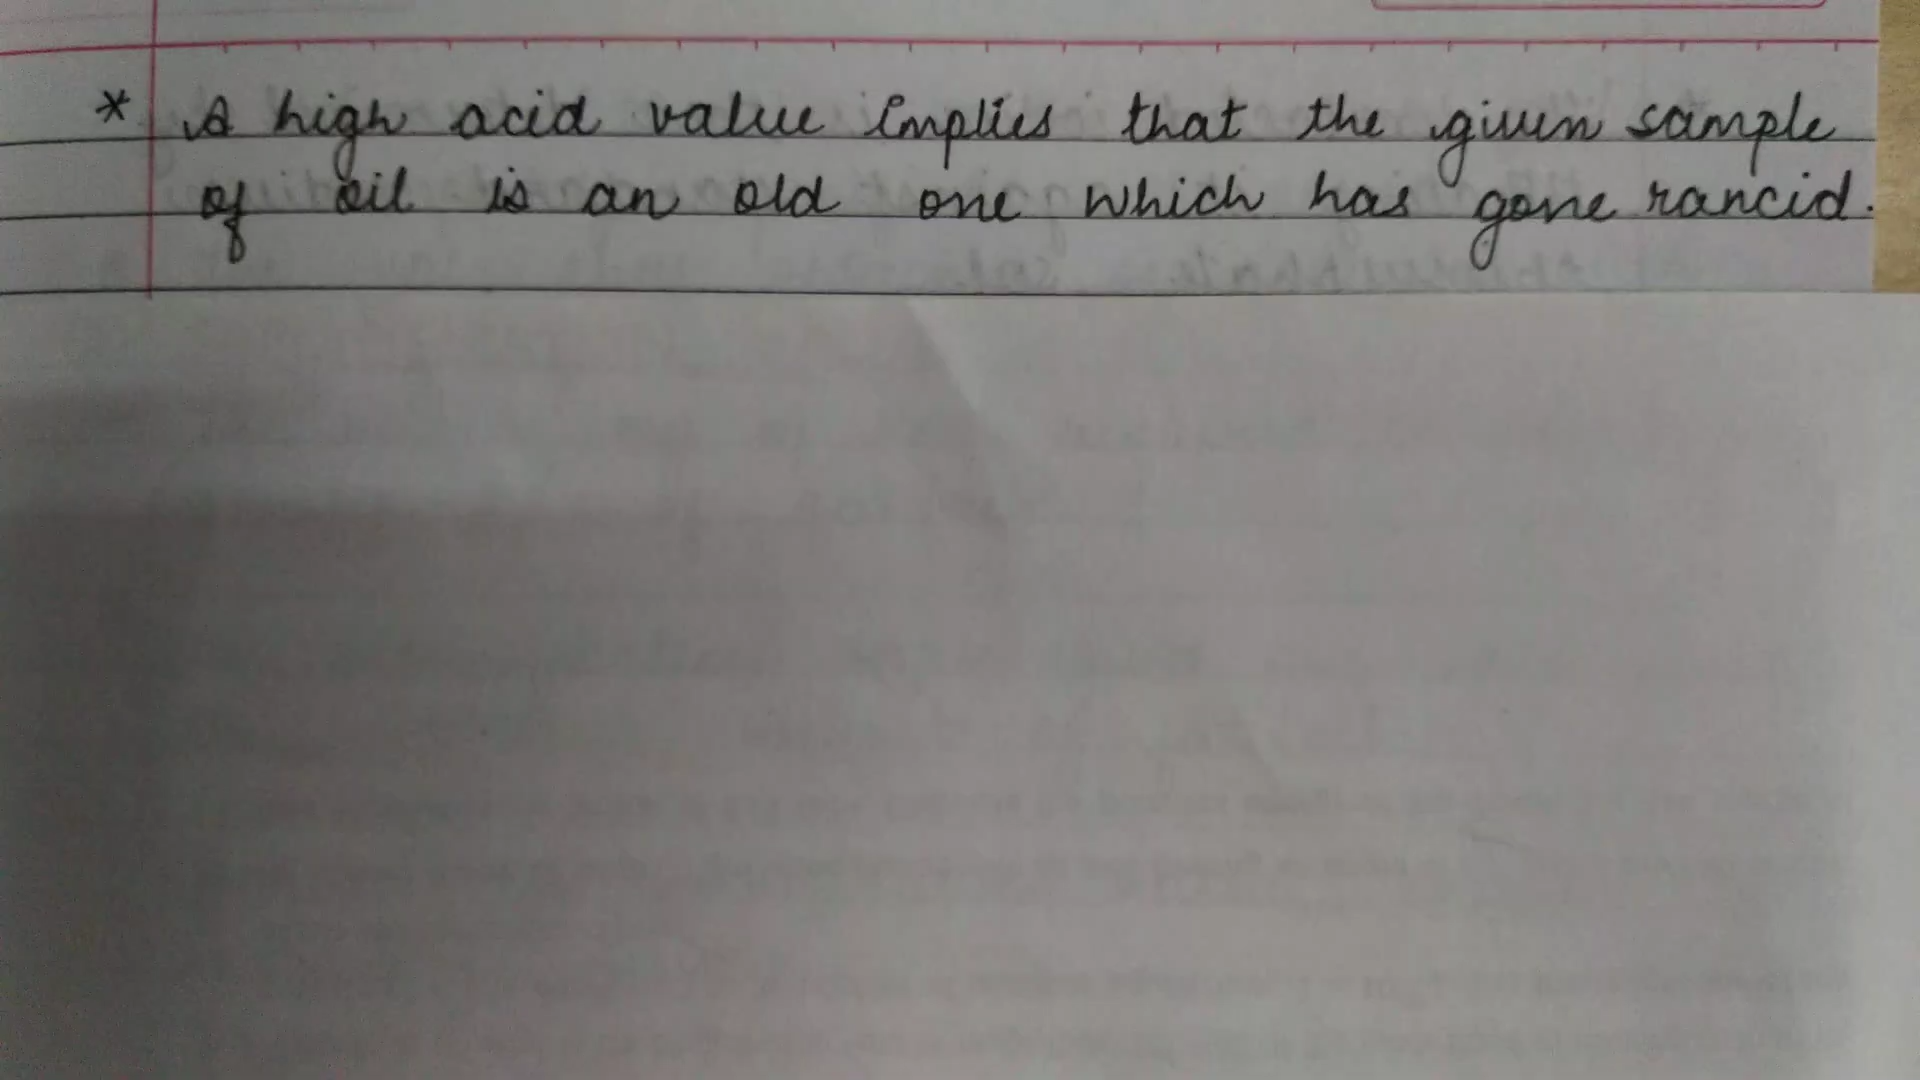 * A high acid value implies that the given sample
of oil is an old one which has gone rancid.